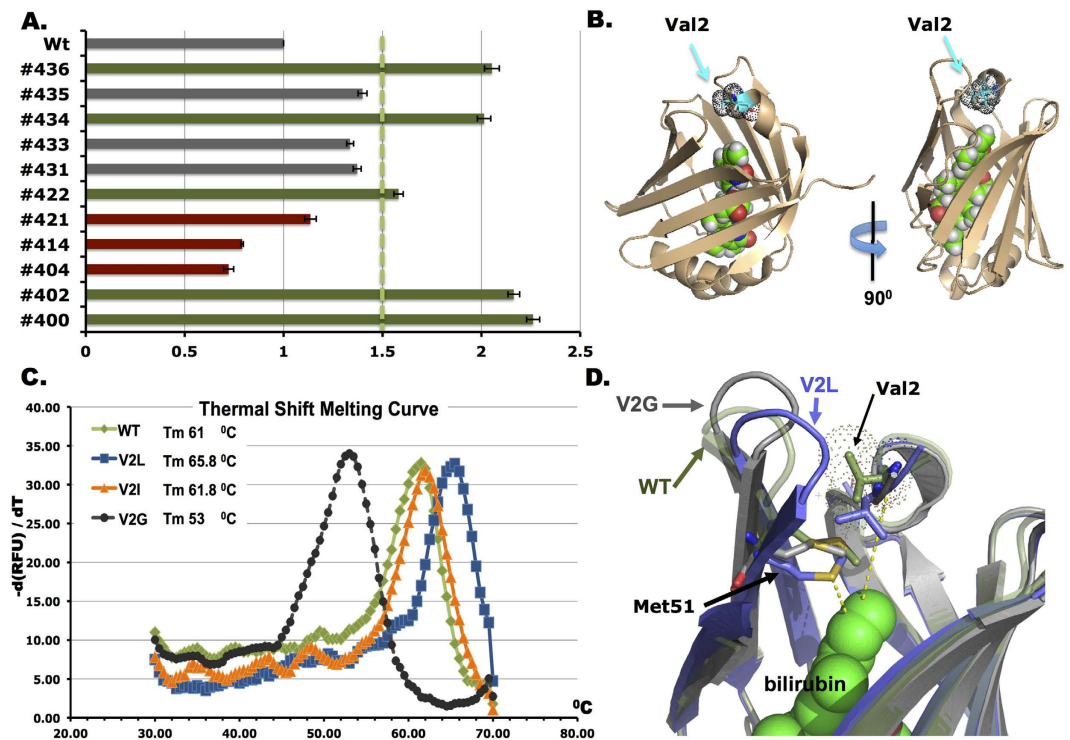 A.
Wt
#436
#435
#434
#433
#431
#422
#421
#414
#404
#402
#400
0 0.5 1 1.5 2 2.5
B.
Val2 Val2
90⁰
C.
Thermal Shift Melting Curve
WT Tm 61 ⁰C
V2L Tm 65.8 ⁰C
V2I Tm 61.8 ⁰C
V2G Tm 53 ⁰C
-d(RFU) / dT
40.00
35.00
30.00
25.00
20.00
15.00
10.00
5.00
0.00
20.00 30.00 40.00 50.00 60.00 70.00 80.00
⁰C
D.
V2L
Val2
V2G
WT
Met51
bilirubin